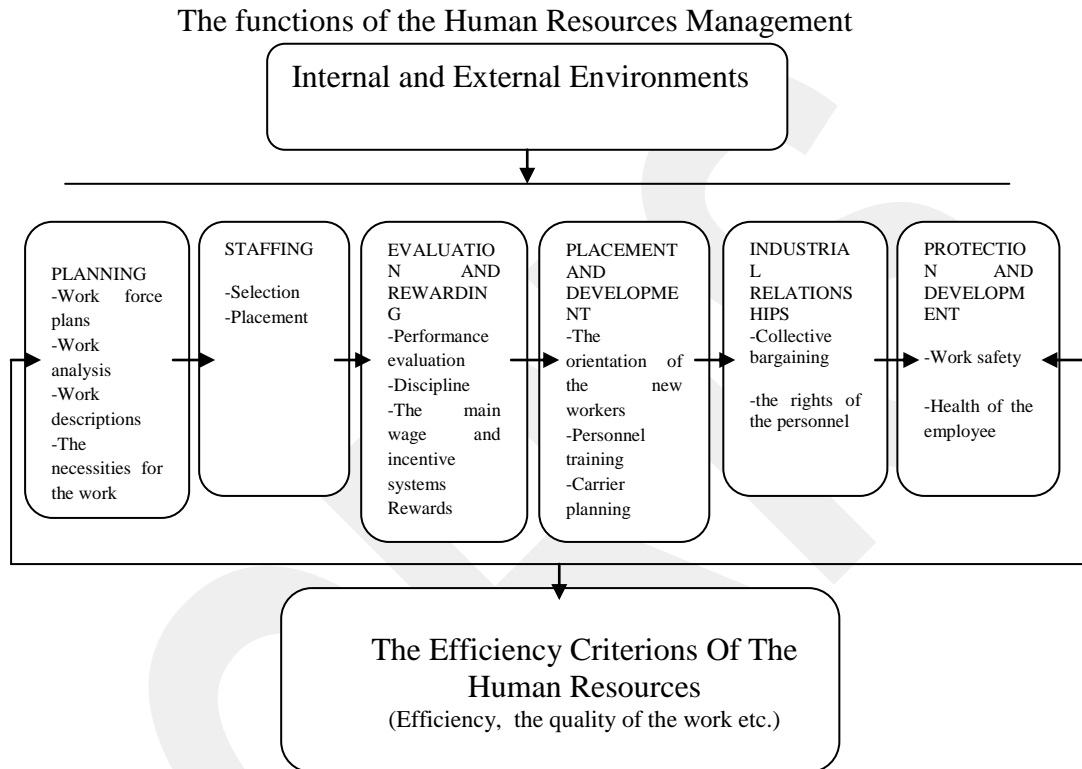 The functions of the Human Resources Management
Internal and External Environments
PLANNING
-Work force
plans
-Work
analysis
-Work
descriptions
-The
necessities for
the work
STAFFING
-Selection
-Placement
EVALUATIO
N AND
REWARDIN
G
-Performance
evaluation
-Discipline
-The main
wage and
incentive
systems
Rewards
PLACEMENT
AND
DEVELOPME
NT
-The
orientation of
the new
workers
-Personnel
training
-Carrier
planning
INDUSTRIA
L
RELATIONS
HIPS
-Collective
bargaining
-the rights of
the personnel
PROTECTIO
N AND
DEVELOPM
ENT
-Work safety
-Health of the
employee
The Efficiency Criterions Of The
Human Resources
(Efficiency, the quality of the work etc.)